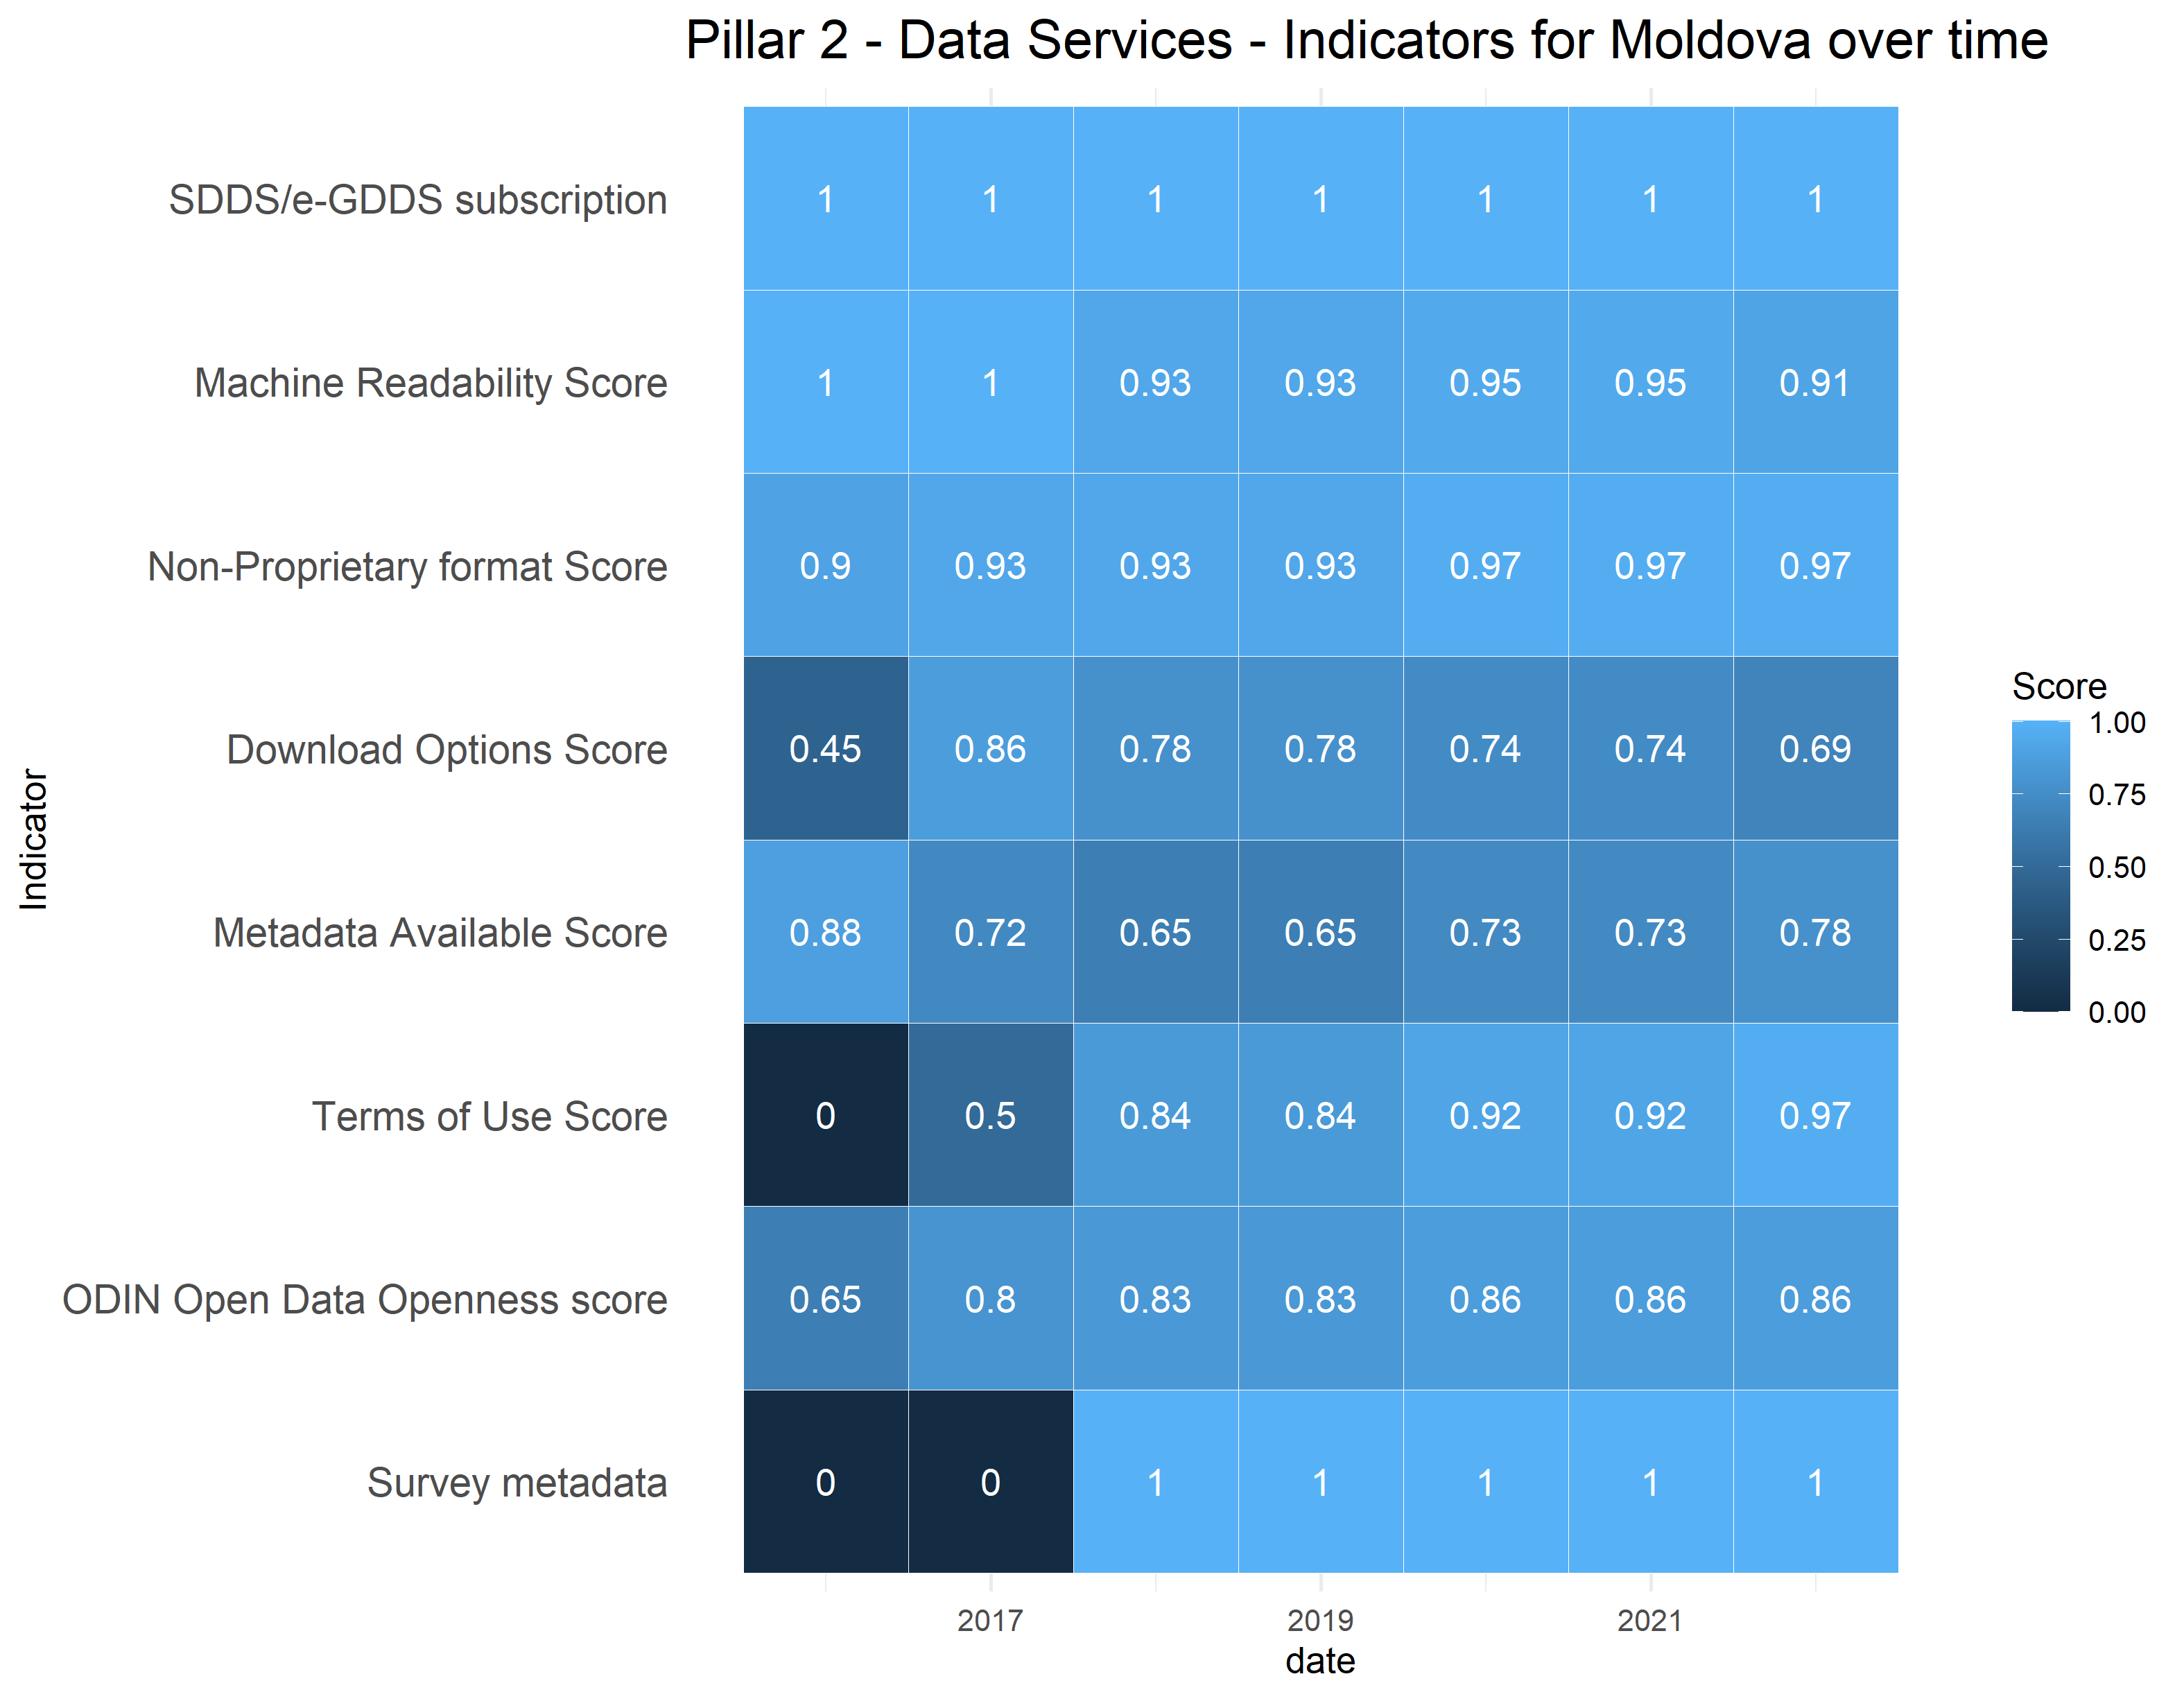 Pillar 2 - Data Services - Indicators for Moldova over time
Indicator
SDDS/e-GDDS subscription 1 1 1 1 1 1 1
Machine Readability Score 1 1 0.93 0.93 0.95 0.95 0.91
Non-Proprietary format Score 0.9 0.93 0.93 0.93 0.97 0.97 0.97
Download Options Score 0.45 0.86 0.78 0.78 0.74 0.74 0.69
Metadata Available Score 0.88 0.72 0.65 0.65 0.73 0.73 0.78
Terms of Use Score 0 0.5 0.84 0.84 0.92 0.92 0.97
ODIN Open Data Openness score 0.65 0.8 0.83 0.83 0.86 0.86 0.86
Survey metadata 0 0 1 1 1 1 1
2017 2019 2021
date
Score
1.00
0.75
0.50
0.25
0.00